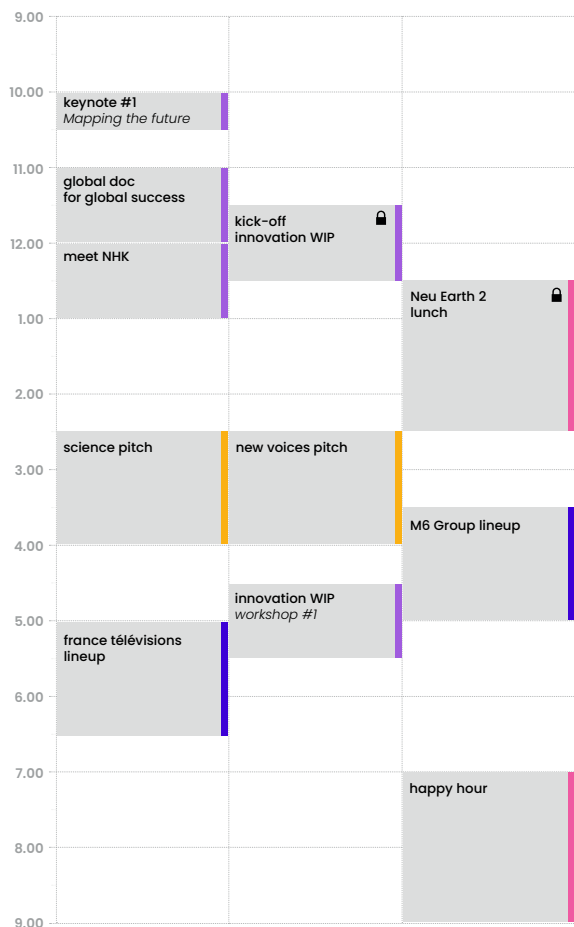 9.00
10.00
keynote #1
Mapping the future
11.00
global doc
for global success
kick-off
innovation WIP
12.00
meet NHK
Neu Earth 2
lunch
1.00
2.00
science pitch
new voices pitch
3.00
M6 Group lineup
4.00
innovation WIP
workshop #1
5.00
france télévisions
lineup
6.00
7.00
happy hour
8.00
9.00